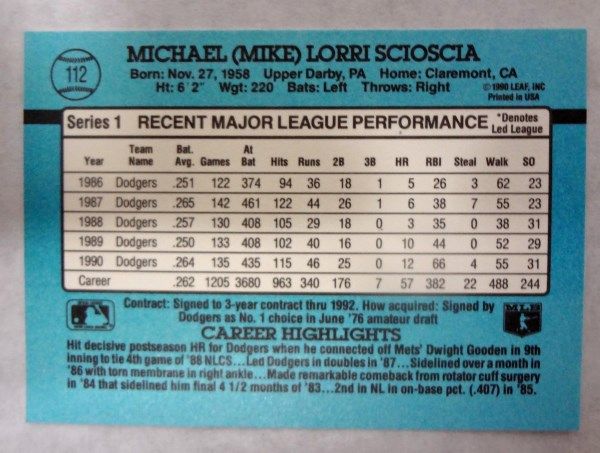 112
MICHAEL (MIKE) LORRI SCIOSCIA
Born: Nov. 27, 1958 Upper Darby, PA Home: Claremont, CA
Ht: 6'2" Wgt: 220 Bats: Left Throws: Right
© 1990 LEAF, INC
Printed in USA
Series 1 RECENT MAJOR LEAGUE PERFORMANCE *Denotes Led League
Year Team Name Bat. Avg. Games At Bat Hits Runs 2B 3B HR RBI Steal Walk SO
1986 Dodgers .251 122 374 94 36 18 1 5 26 3 62 23
1987 Dodgers .265 142 461 122 44 26 1 6 38 7 55 23
1988 Dodgers .257 130 408 105 29 18 0 3 35 0 38 31
1989 Dodgers .250 133 408 102 40 16 0 10 44 0 52 29
1990 Dodgers .264 135 435 115 46 25 0 12 66 4 55 31
Career .262 1205 3680 963 340 176 7 57 382 22 488 244
Contract: Signed to 3-year contract thru 1992. How acquired: Signed by
Dodgers as No. 1 choice in June '76 amateur draft
CAREER HIGHLIGHTS
Hit decisive postseason HR for Dodgers when he connected off Mets' Dwight Gooden in 9th
inning to tie 4th game of '88 NLCS...Led Dodgers in doubles in '87...Sidelined over a month in
'86 with torn membrane in right ankle...Made remarkable comeback from rotator cuff surgery
in '84 that sidelined him final 4 1/2 months of '83...2nd in NL in on-base pct. (.407) in '85.